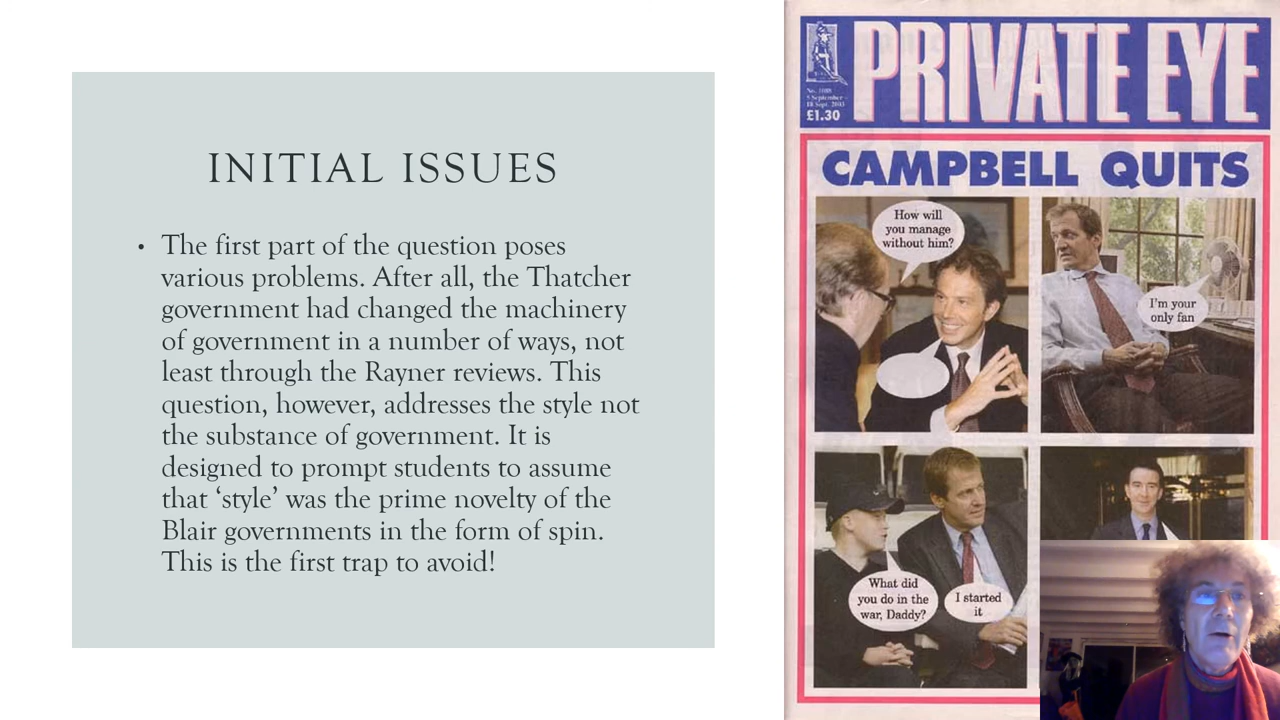 INITIAL ISSUES
• The first part of the question poses
various problems. After all, the Thatcher
government had changed the machinery
of government in a number of ways, not
least through the Rayner reviews. This
question, however, addresses the style not
the substance of government. It is
designed to prompt students to assume
that ‘style’ was the prime novelty of the
Blair governments in the form of spin.
This is the first trap to avoid!
PRIVATE EYE
£1.30
CAMPBELL QUITS
How will
you manage
without him?
I'm your
only fan
What did
you do in the
war, Daddy?
I started
it